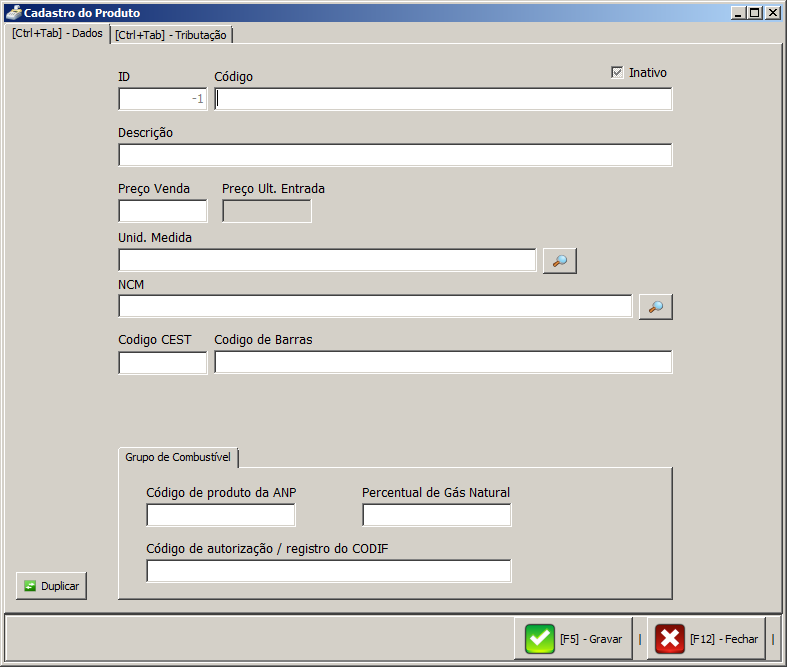 Cadastro do Produto
[Ctrl+Tab] - Dados [Ctrl+Tab] - Tributação
ID Código Inativo
-1
Descrição
Preço Venda Preço Ult. Entrada
Unid. Medida
NCM
Codigo CEST Codigo de Barras
Grupo de Combustível
Código de produto da ANP Percentual de Gás Natural
Código de autorização / registro do CODIF
Duplicar
[F5] - Gravar | [F12] - Fechar |